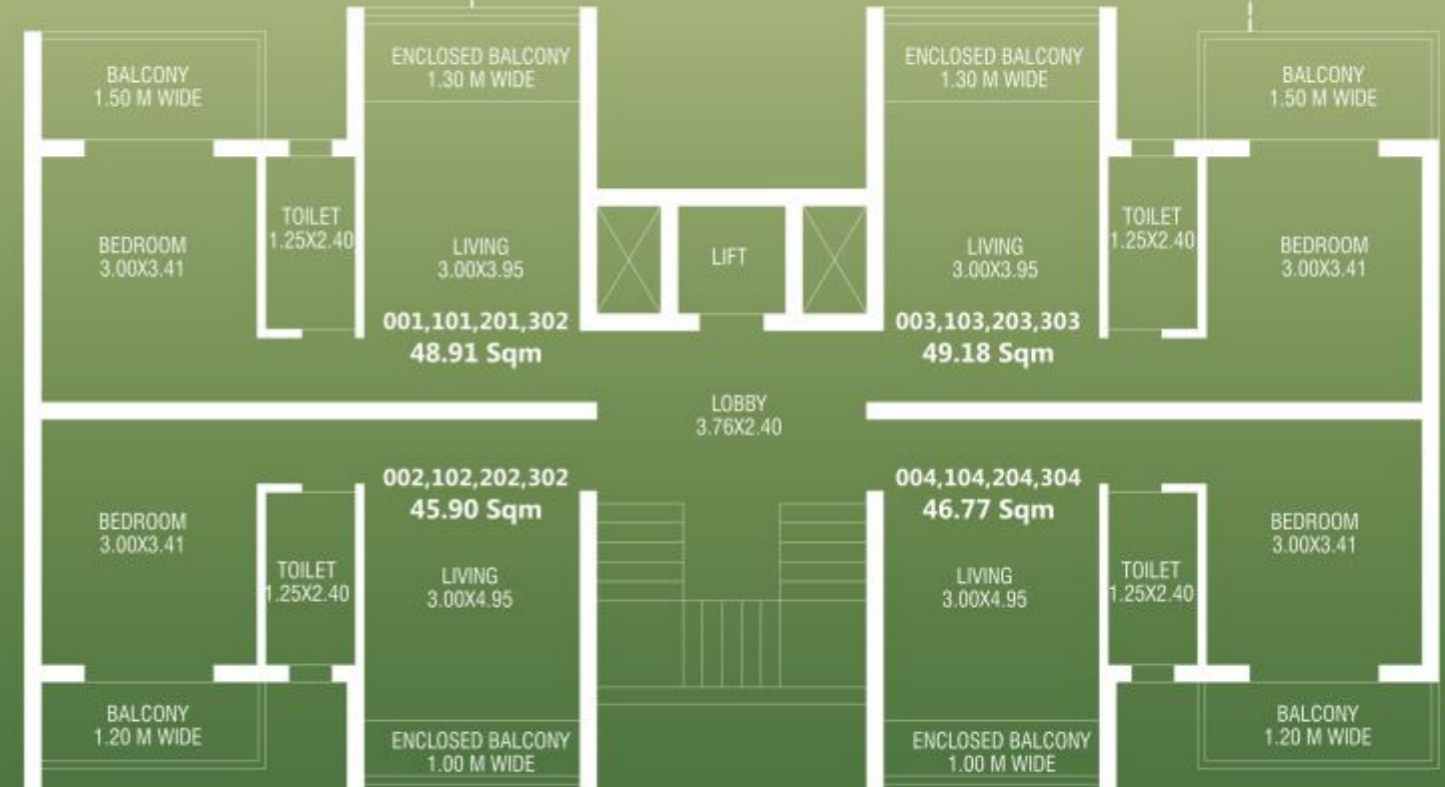 BALCONY
1.50 M WIDE
ENCLOSED BALCONY
1.30 M WIDE
ENCLOSED BALCONY
1.30 M WIDE
BALCONY
1.50 M WIDE
BEDROOM
3.00X3.41
TOILET
1.25X2.40
LIVING
3.00X3.95
LIFT
LIVING
3.00X3.95
TOILET
1.25X2.40
BEDROOM
3.00X3.41
001,101,201,302
48.91 Sqm
003,103,203,303
49.18 Sqm
LOBBY
3.76X2.40
002,102,202,302
45.90 Sqm
004,104,204,304
46.77 Sqm
BEDROOM
3.00X3.41
TOILET
1.25X2.40
LIVING
3.00X4.95
LIVING
3.00X4.95
TOILET
1.25X2.40
BEDROOM
3.00X3.41
BALCONY
1.20 M WIDE
ENCLOSED BALCONY
1.00 M WIDE
ENCLOSED BALCONY
1.00 M WIDE
BALCONY
1.20 M WIDE